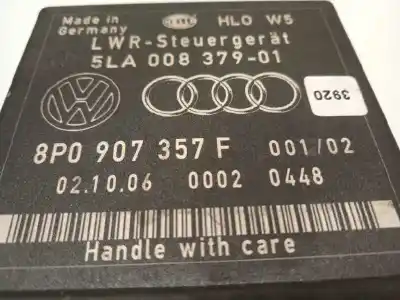 Made in
Germany
HELLA
HLO W5
LWR-Steuergerät
5LA 008 379-01
3920
8P0 907 357 F 001/02
02.10.06 0002 0448
Handle with care